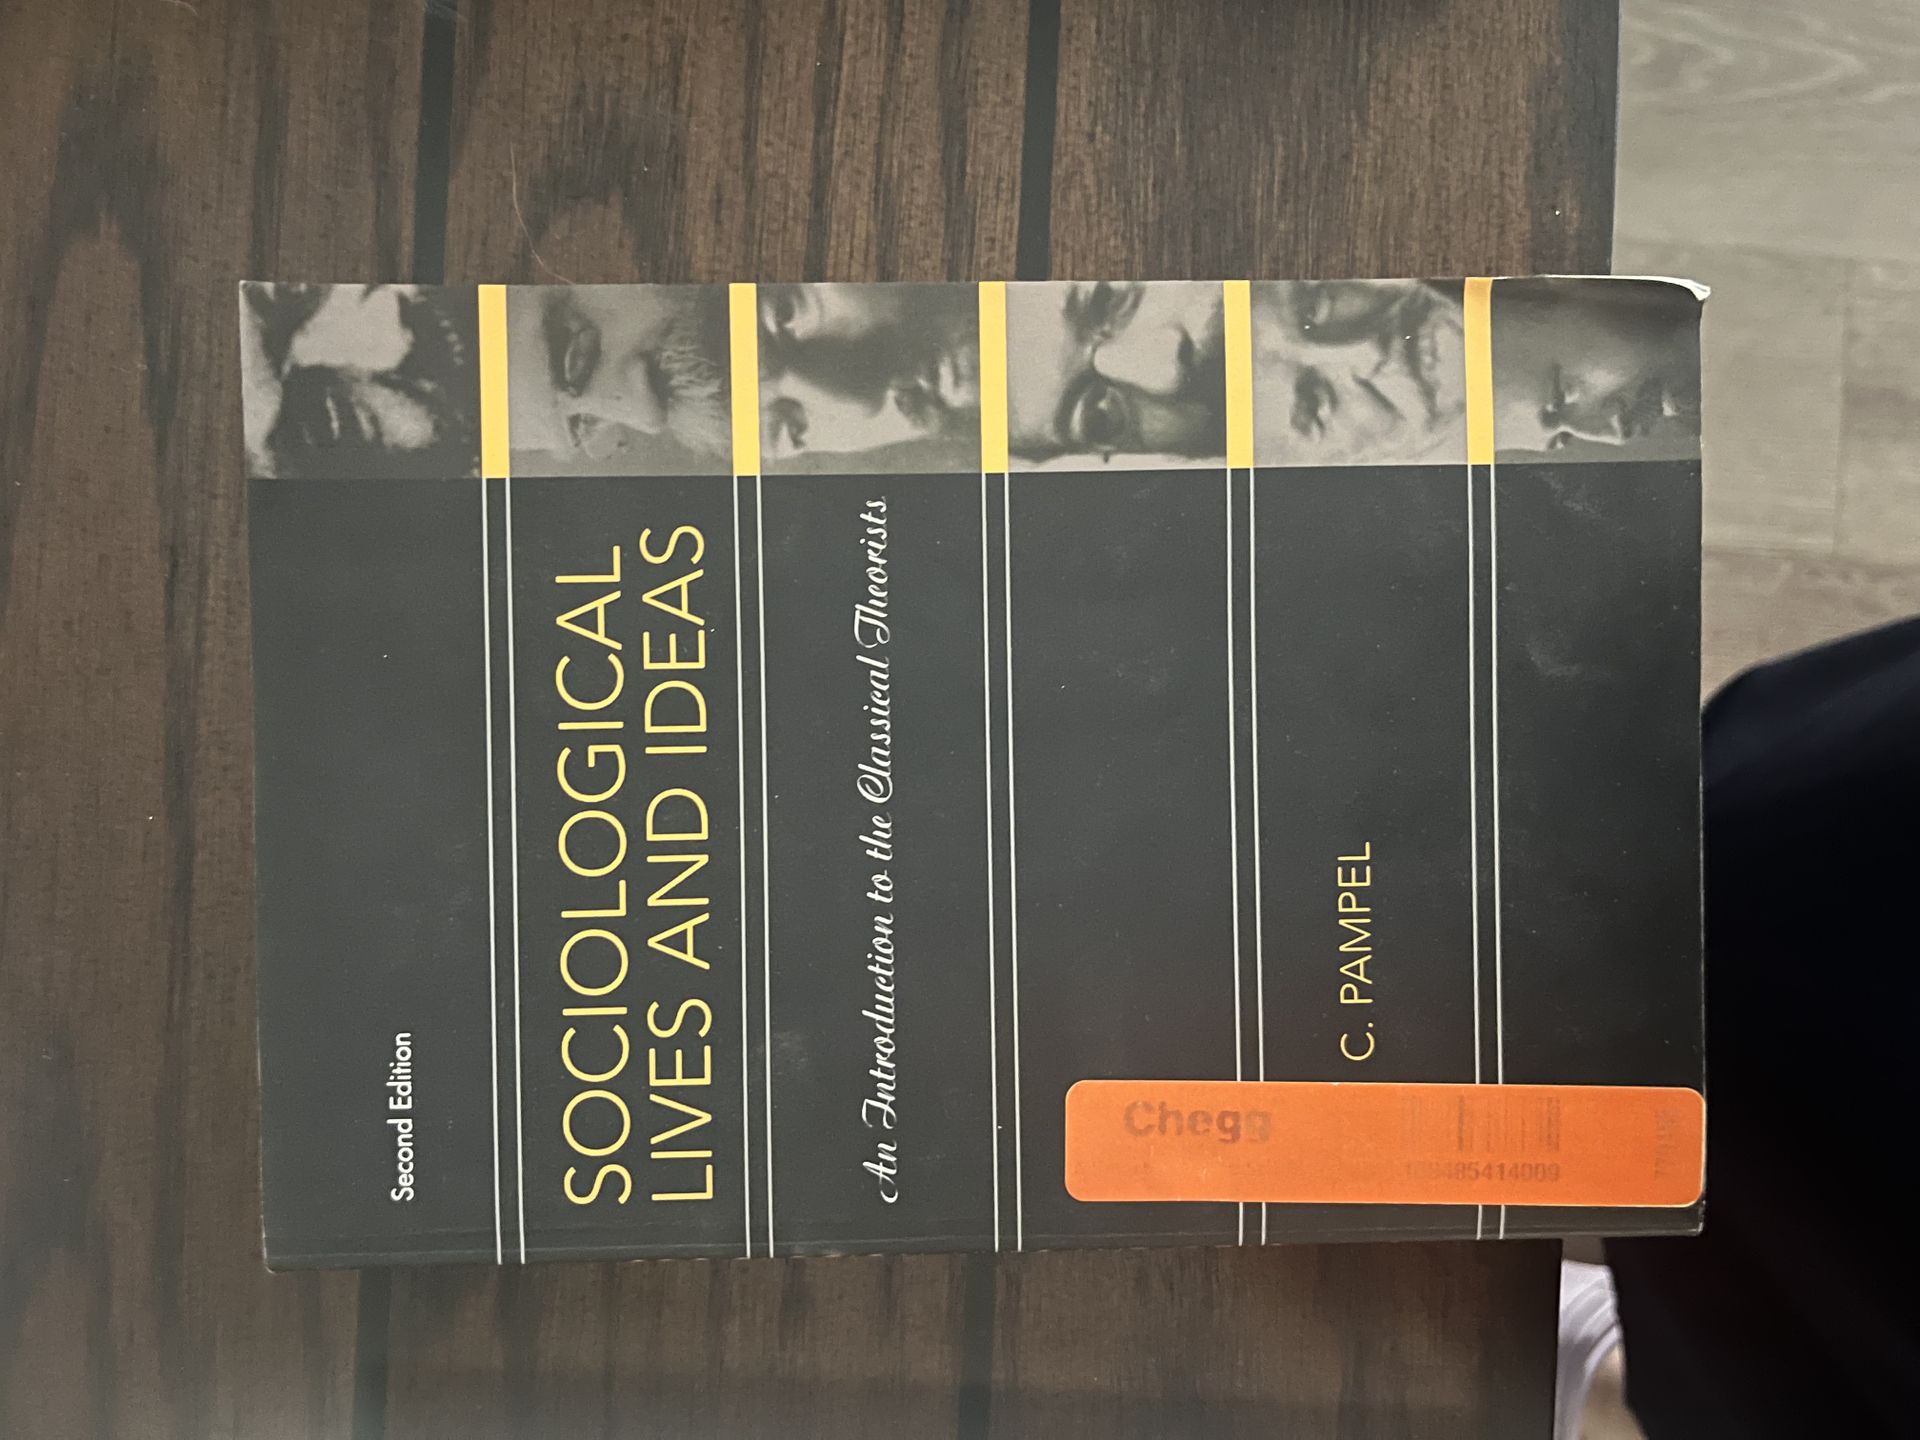 Second Edition
SOCIOLOGICAL
LIVES AND IDEAS
An Introduction to the Classical Theorists
C. PAMPEL
Chegg